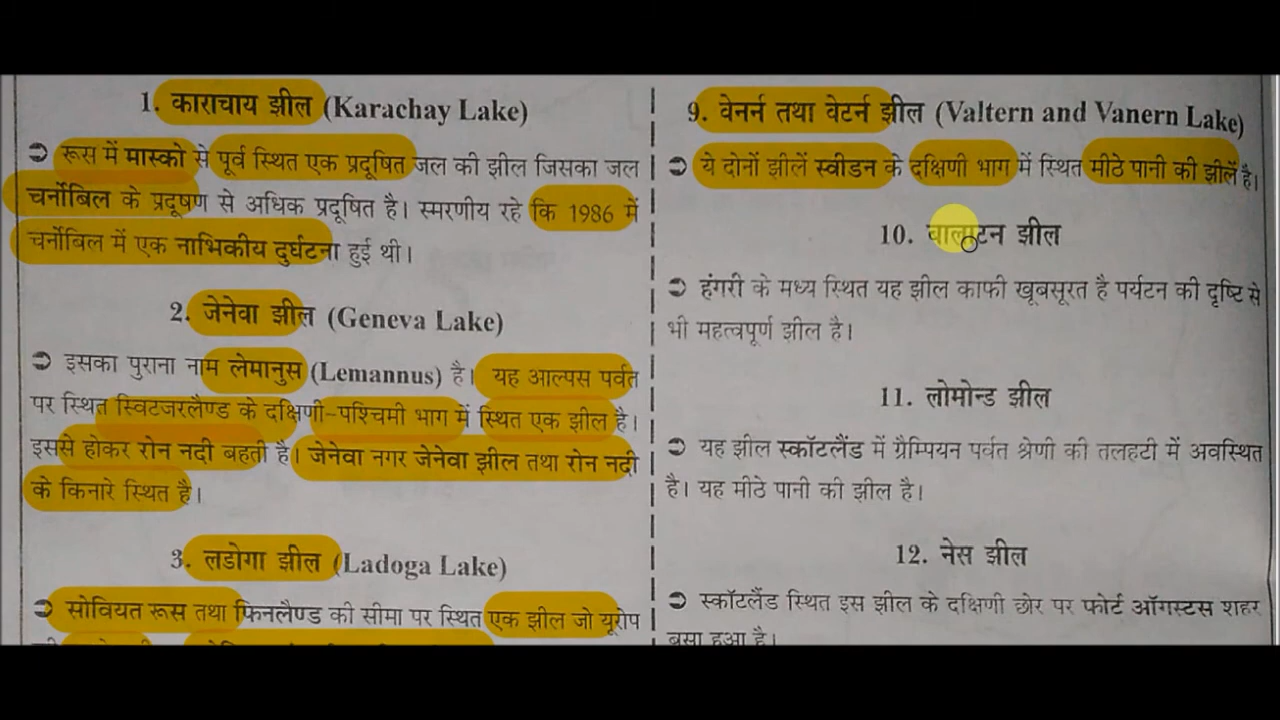 1. काराचाय झील (Karachay Lake)
➲ रूस में मास्को से पूर्व स्थित एक प्रदूषित जल की झील जिसका जल
चर्नोबिल के प्रदूषण से अधिक प्रदूषित है। स्मरणीय रहे कि 1986 में
चर्नोबिल में एक नाभिकीय दुर्घटना हुई थी।
2. जेनेवा झील (Geneva Lake)
➲ इसका पुराना नाम लेमानुस (Lemannus) है। यह आल्पस पर्वत
पर स्थित स्विटजरलैण्ड के दक्षिणी-पश्चिमी भाग में स्थित एक झील है।
इससे होकर रोन नदी बहती है। जेनेवा नगर जेनेवा झील तथा रोन नदी
के किनारे स्थित है।
3. लडोगा झील (Ladoga Lake)
➲ सोवियत रूस तथा फिनलैण्ड की सीमा पर स्थित एक झील जो यूरोप
9. वेनर्न तथा वेटर्न झील (Valtern and Vanern Lake)
➲ ये दोनों झीलें स्वीडन के दक्षिणी भाग में स्थित मीठे पानी की झीलें है।
10. बालाटन झील
➲ हंगरी के मध्य स्थित यह झील काफी खूबसूरत है पर्यटन की दृष्टि से
भी महत्वपूर्ण झील है।
11. लोमोन्ड झील
➲ यह झील स्कॉटलैंड में ग्रैम्पियन पर्वत श्रेणी की तलहटी में अवस्थित
है। यह मीठे पानी की झील है।
12. नेस झील
➲ स्कॉटलैंड स्थित इस झील के दक्षिणी छोर पर फोर्ट ऑगस्टस शहर
बसा हुआ है।